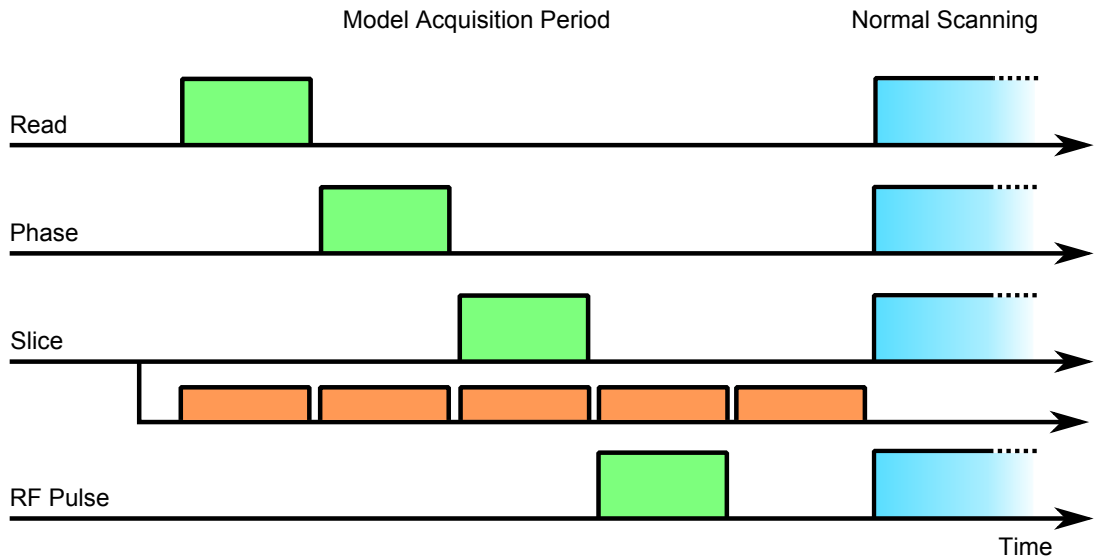 Model Acquisition Period
Normal Scanning
Read
Phase
Slice
RF Pulse
Time